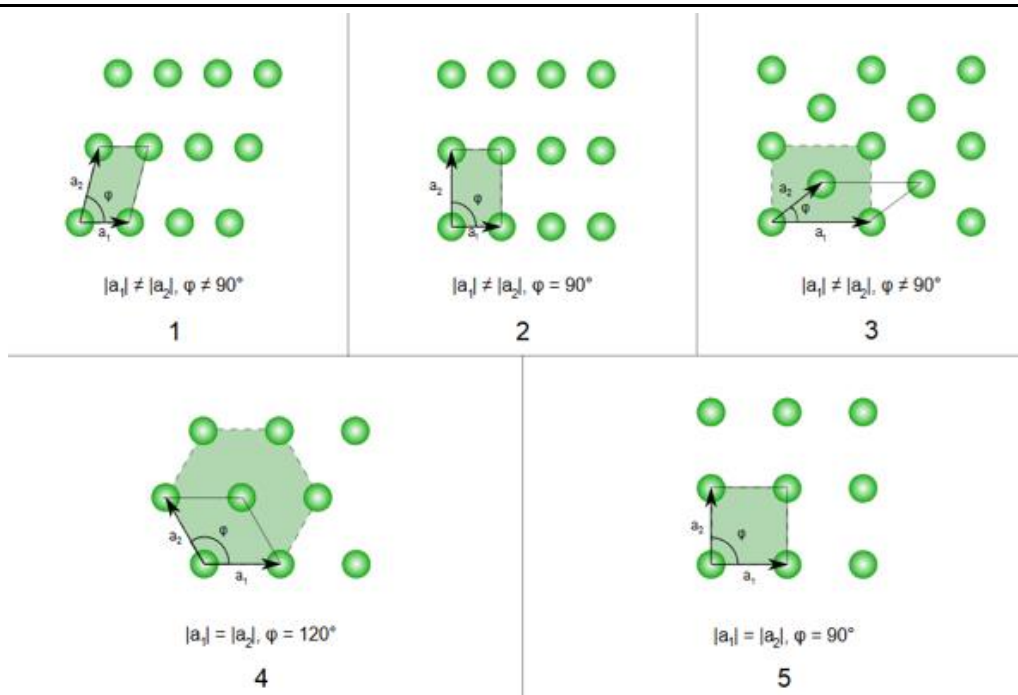 a₂
φ
a₁
|a₁| ≠ |a₂|, φ ≠ 90°
1
a₂
φ
a₁
|a₁| ≠ |a₂|, φ = 90°
2
a₂
φ
a₁
|a₁| ≠ |a₂|, φ ≠ 90°
3
a₂
φ
a₁
|a₁| = |a₂|, φ = 120°
4
a₂
φ
a₁
|a₁| = |a₂|, φ = 90°
5